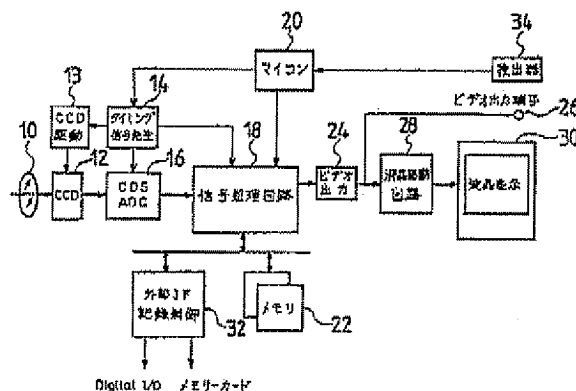 20
マイコン
34
検出器
13
CCD
駆動
14
タイミング
信号発生
ビデオ出力端子
26
10
12
CCD
16
CDS
ADC
18
信号処理回路
24
ビデオ
出力
28
液晶駆動
回路
30
液晶表示
外部IF
記録制御
32
メモリ
22
Digital I/O
メモリーカード